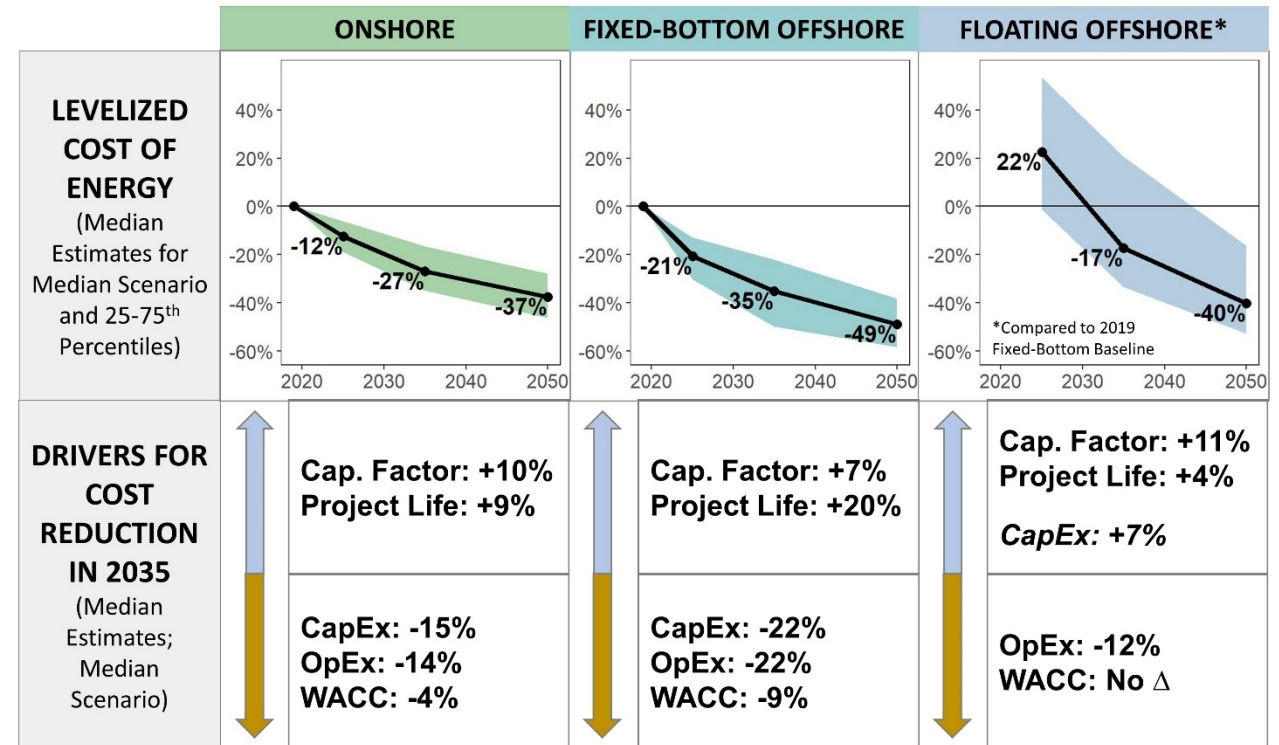 ONSHORE
FIXED-BOTTOM OFFSHORE
FLOATING OFFSHORE*
LEVELIZED
COST OF
ENERGY
(Median
Estimates for
Median Scenario
and 25-75th
Percentiles)
40%
20%
0%
-20%
-40%
-60%
-12%
-27%
-37%
2020
2030
2040
2050
40%
20%
0%
-20%
-40%
-60%
-21%
-35%
-49%
2020
2030
2040
2050
40%
20%
0%
-20%
-40%
-60%
22%
-17%
-40%
*Compared to 2019
Fixed-Bottom Baseline
2020
2030
2040
2050
DRIVERS FOR
COST
REDUCTION
IN 2035
(Median
Estimates;
Median
Scenario)
Cap. Factor: +10%
Project Life: +9%
CapEx: -15%
OpEx: -14%
WACC: -4%
Cap. Factor: +7%
Project Life: +20%
CapEx: -22%
OpEx: -22%
WACC: -9%
Cap. Factor: +11%
Project Life: +4%
CapEx: +7%
OpEx: -12%
WACC: No Δ